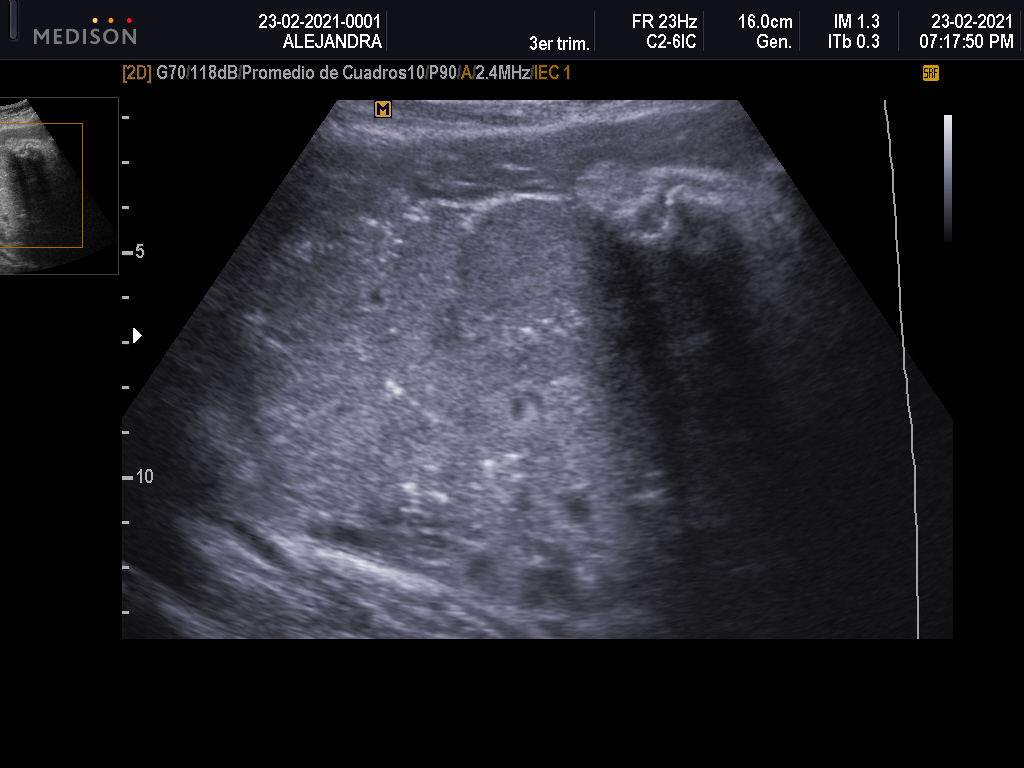 MEDISON
23-02-2021-0001
ALEJANDRA
3er trim.
FR 23Hz
C2-6IC
16.0cm
Gen.
IM 1.3
ITb 0.3
23-02-2021
07:17:50 PM
[2D] G70/118dB/Promedio de Cuadros10/P90/A/2.4MHz/IEC 1
SRF
M
5
10